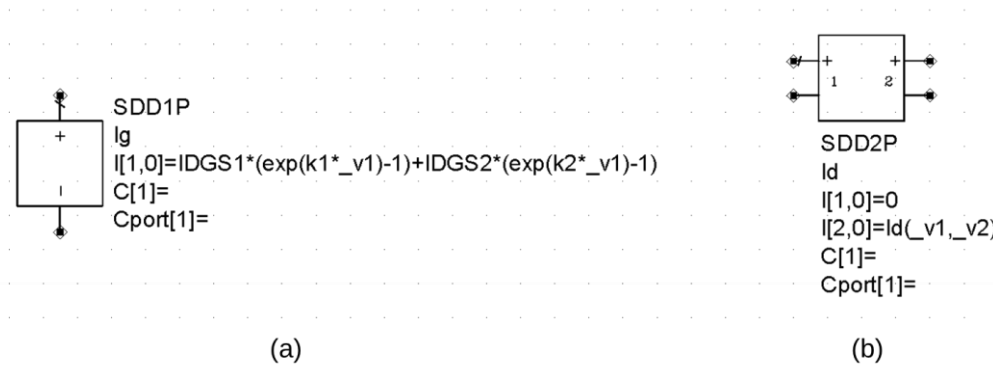 +
SDD1P
Ig
I[1,0]=IDGS1*(exp(k1*_v1)-1)+IDGS2*(exp(k2*_v1)-1)
C[1]=
Cport[1]=
(a)
+ +
1 2
SDD2P
Id
I[1,0]=0
I[2,0]=Id(_v1,_v2)
C[1]=
Cport[1]=
(b)